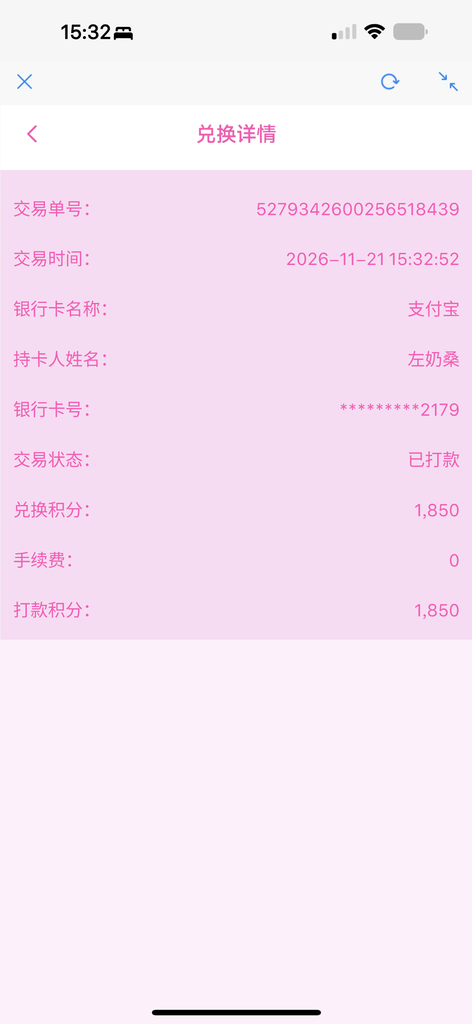 15:32
兑换详情
交易单号： 5279342600256518439
交易时间： 2026-11-21 15:32:52
银行卡名称： 支付宝
持卡人姓名： 左奶桑
银行卡号： *********2179
交易状态： 已打款
兑换积分： 1,850
手续费： 0
打款积分： 1,850